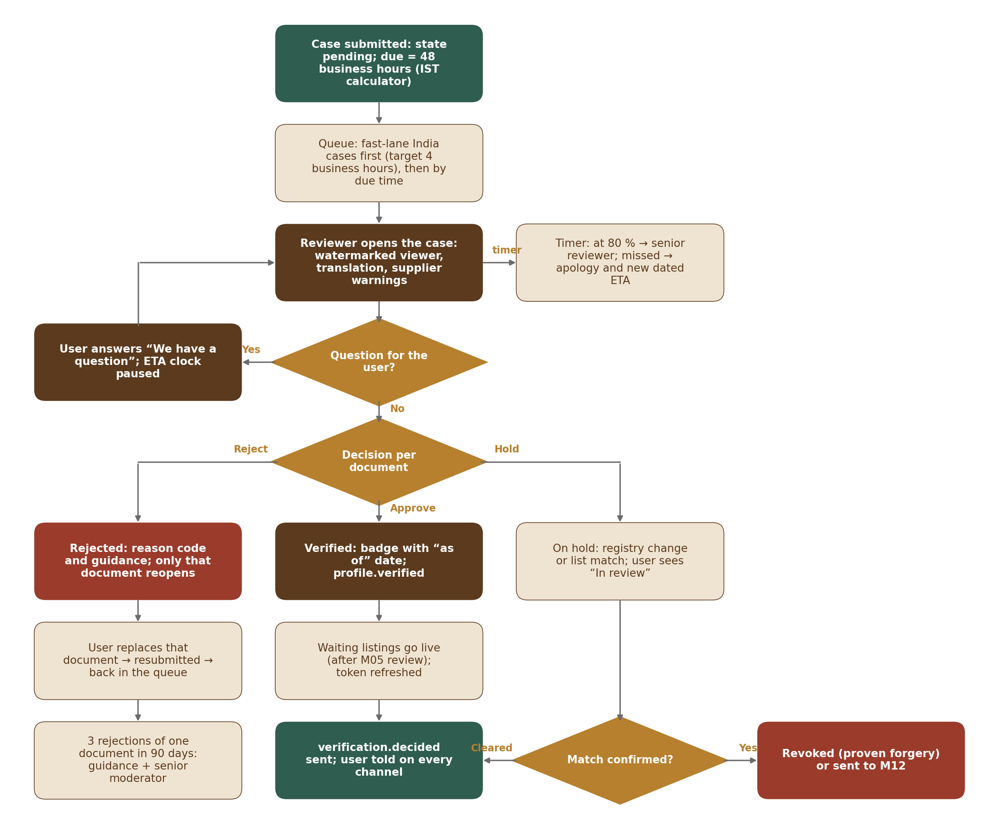 Case submitted: state
pending; due = 48
business hours (IST
calculator)
Queue: fast-lane India
cases first (target 4
business hours), then by
due time
Reviewer opens the case:
watermarked viewer,
translation, supplier
warnings
timer
Timer: at 80 % → senior
reviewer; missed →
apology and new dated
ETA
User answers “We have a
question”; ETA clock
paused
Yes
Question for the
user?
No
Reject
Decision per
document
Hold
Approve
Rejected: reason code
and guidance; only that
document reopens
Verified: badge with “as
of” date;
profile.verified
On hold: registry change
or list match; user sees
“In review”
User replaces that
document → resubmitted →
back in the queue
Waiting listings go live
(after M05 review);
token refreshed
3 rejections of one
document in 90 days:
guidance + senior
moderator
verification.decided
sent; user told on every
channel
Cleared
Match confirmed?
Yes
Revoked (proven forgery)
or sent to M12